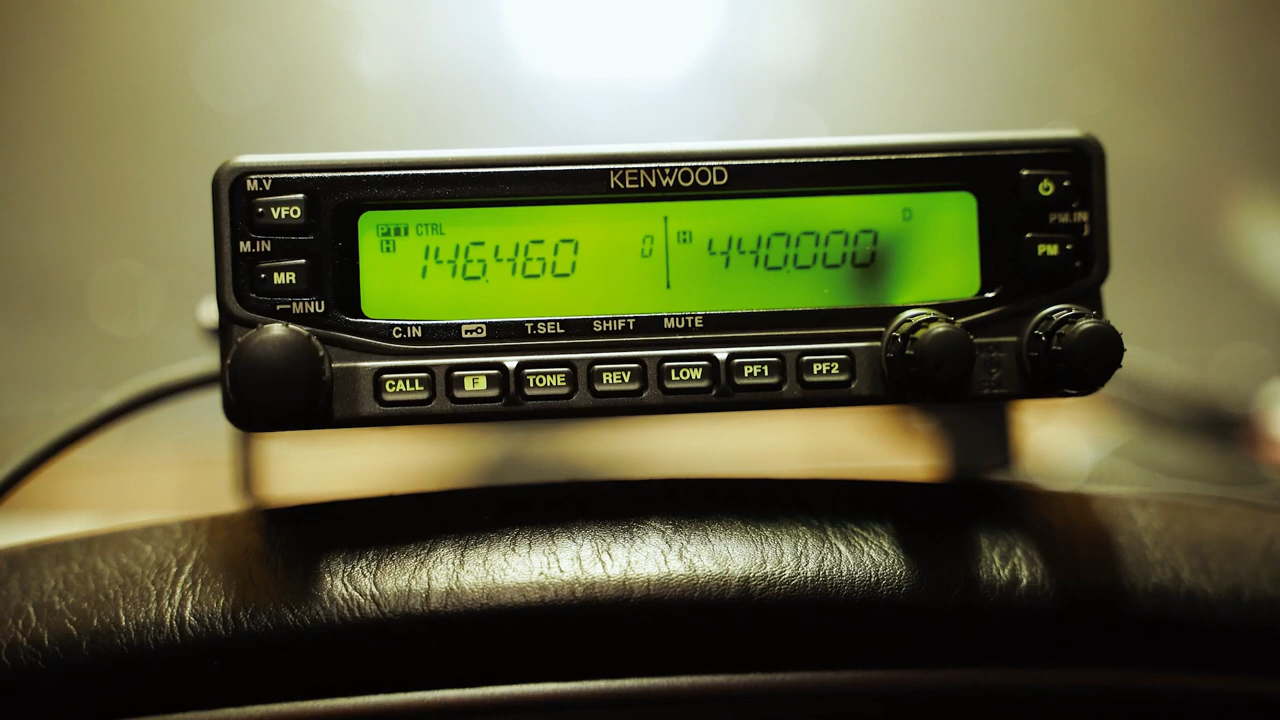 KENWOOD
M.V
VFO
M.IN
MR
MNU
PTT CTRL
H 146.460 0
H 440.000 D
PM.IN
PM
C.IN T.SEL SHIFT MUTE
CALL F TONE REV LOW PF1 PF2